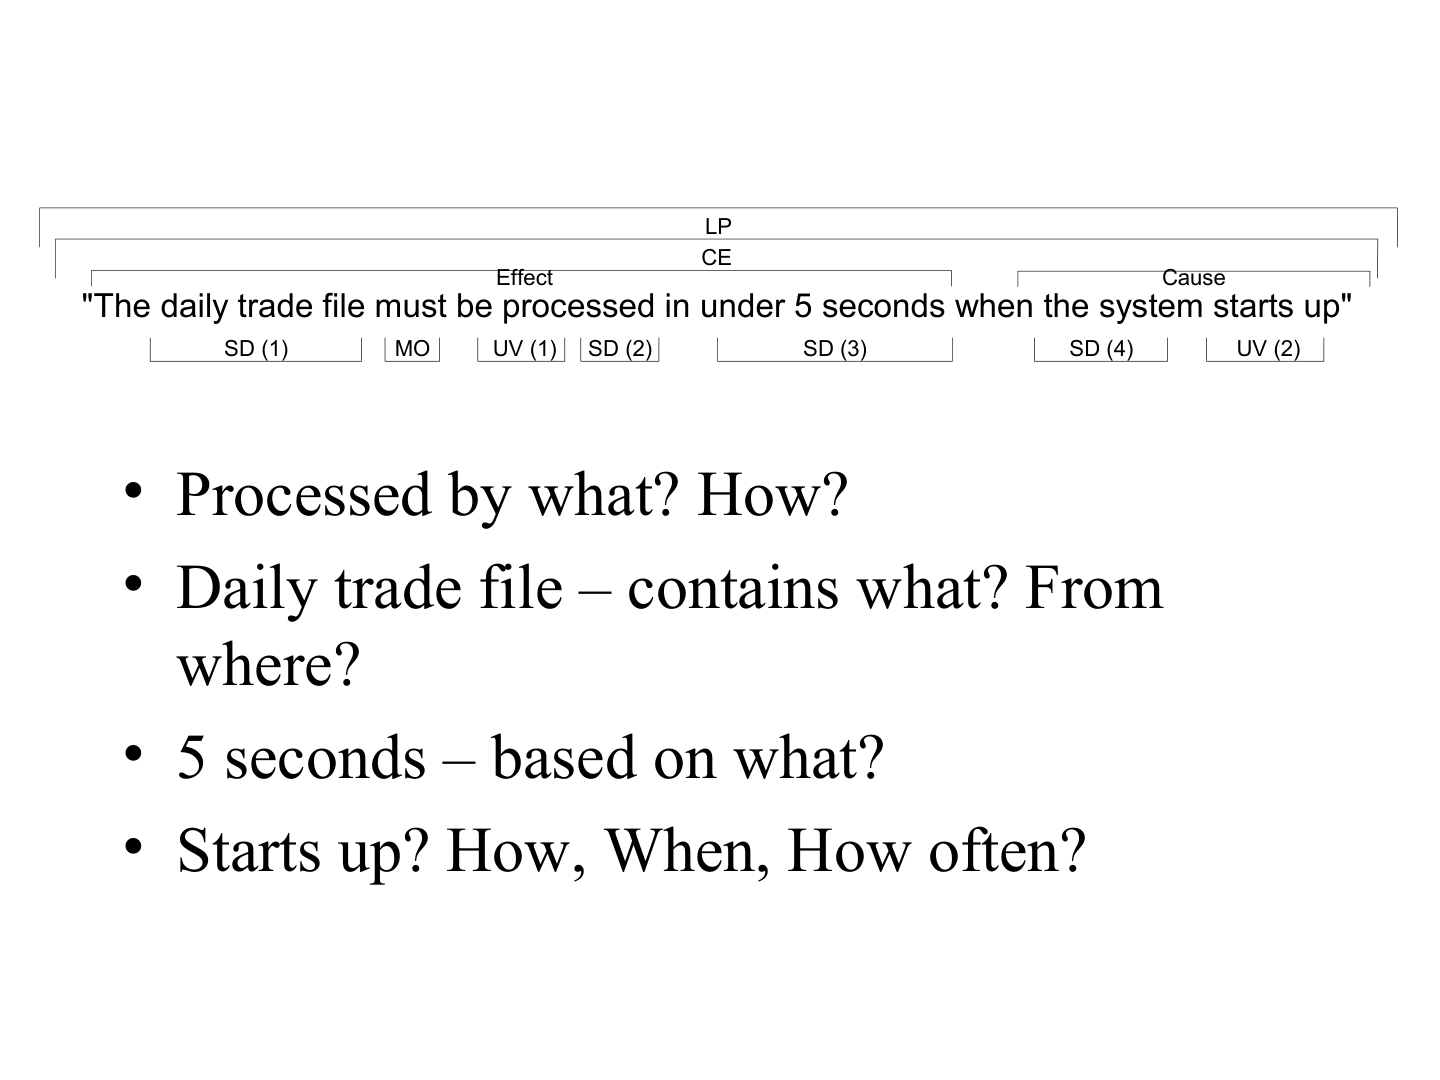 LP
CE
Effect Cause
"The daily trade file must be processed in under 5 seconds when the system starts up"
SD (1) MO UV (1) SD (2) SD (3) SD (4) UV (2)
• Processed by what? How?
• Daily trade file – contains what? From
where?
• 5 seconds – based on what?
• Starts up? How, When, How often?